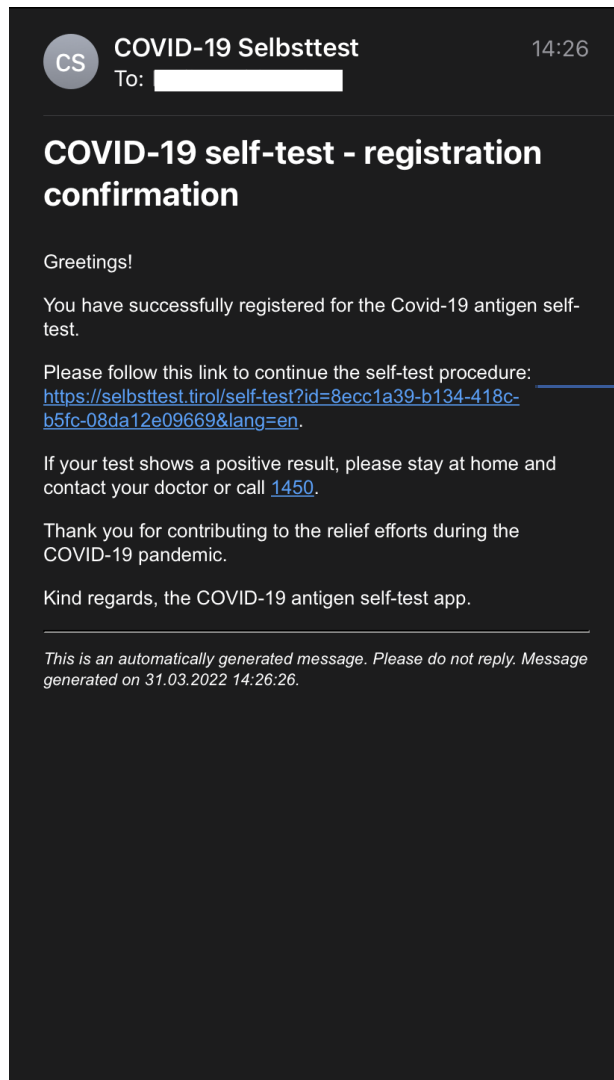 CS
COVID-19 Selbsttest
14:26
To:
COVID-19 self-test - registration
confirmation
Greetings!
You have successfully registered for the Covid-19 antigen self-
test.
Please follow this link to continue the self-test procedure:
https://selbsttest.tirol/self-test?id=8ecc1a39-b134-418c-
b5fc-08da12e09669&lang=en.
If your test shows a positive result, please stay at home and
contact your doctor or call 1450.
Thank you for contributing to the relief efforts during the
COVID-19 pandemic.
Kind regards, the COVID-19 antigen self-test app.
This is an automatically generated message. Please do not reply. Message
generated on 31.03.2022 14:26:26.